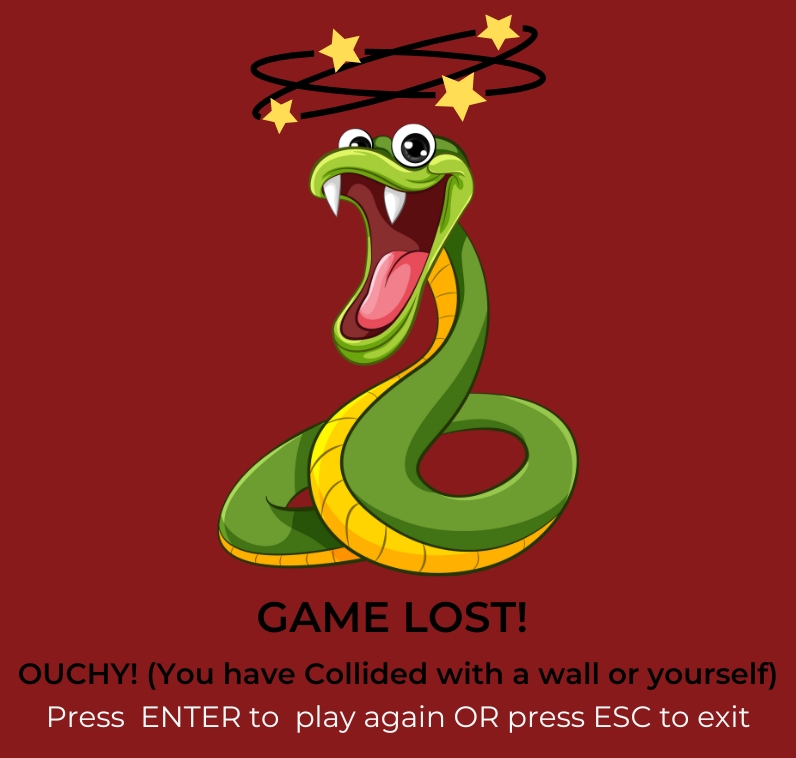 GAME LOST!
OUCHY! (You have Collided with a wall or yourself)
Press  ENTER to  play again OR press ESC to exit